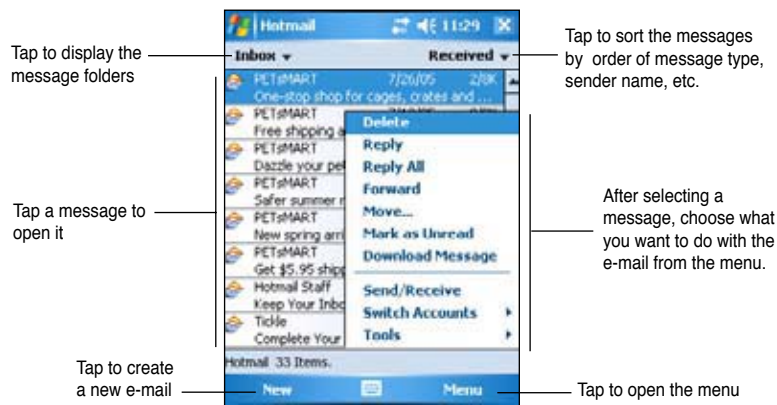 Hotmail 11:29
Tap to display the
message folders
Tap to sort the messages
by order of message type,
sender name, etc.
Inbox Received
PETsMART 7/26/05 2/8K
One-stop shop for cages, crates and ...
PETsMART
Free shipping a
PETsMART
Dazzle your pet
PETsMART
Safer summer r
PETsMART
New spring arri
PETsMART
Get $5.95 shipp
Hotmail Staff
Keep Your Inbo
Tickle
Complete Your
Delete
Reply
Reply All
Forward
Move...
Mark as Unread
Download Message
Send/Receive
Switch Accounts
Tools
Tap a message to
open it
After selecting a
message, choose what
you want to do with the
e-mail from the menu.
Hotmail 33 Items.
New Menu
Tap to create
a new e-mail
Tap to open the menu